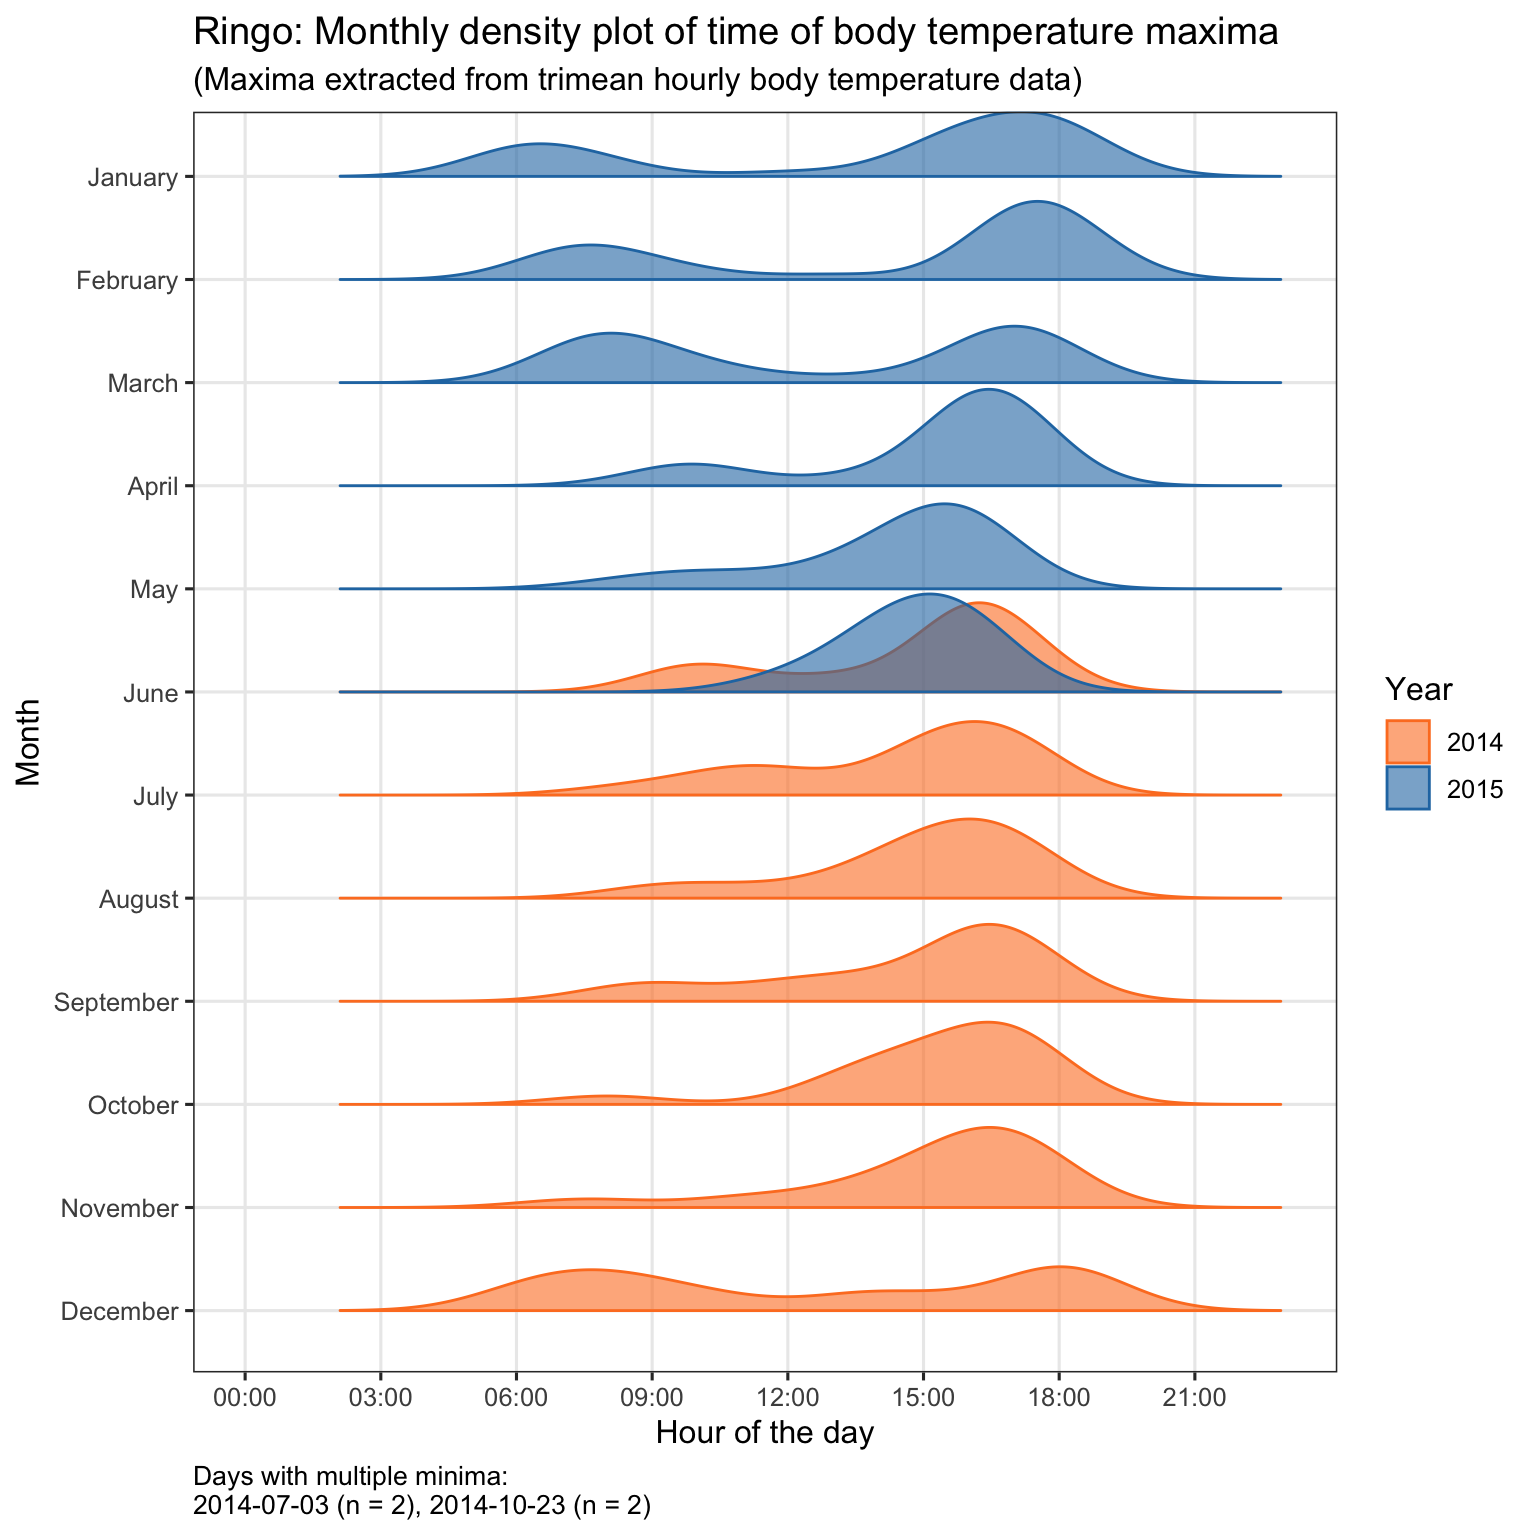 Ringo: Monthly density plot of time of body temperature maxima
(Maxima extracted from trimean hourly body temperature data)
January
February
March
April
May
June
July
August
September
October
November
December
Month
00:00 03:00 06:00 09:00 12:00 15:00 18:00 21:00
Hour of the day
Year
2014
2015
Days with multiple minima:
2014-07-03 (n = 2), 2014-10-23 (n = 2)